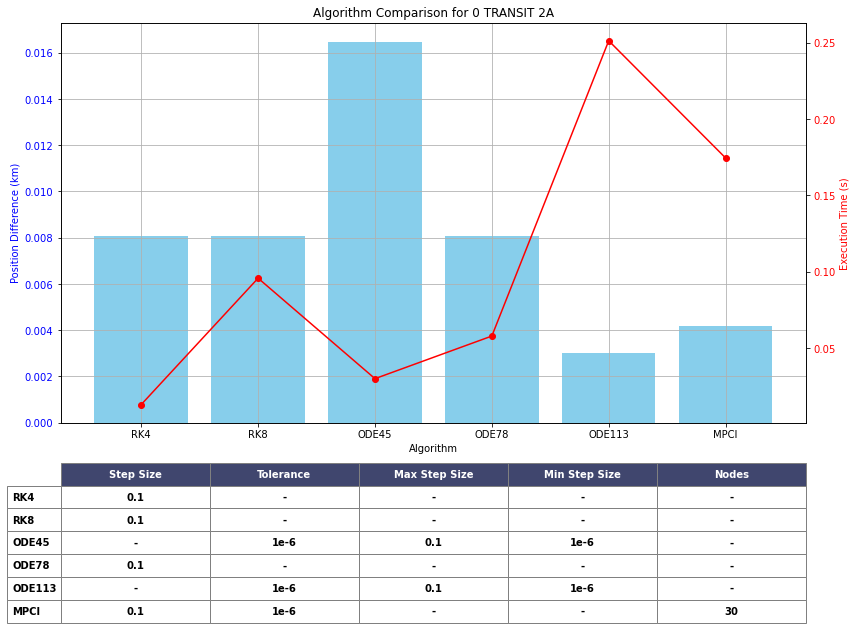 Algorithm Comparison for 0 TRANSIT 2A
Position Difference (km)
0.016
0.014
0.012
0.010
0.008
0.006
0.004
0.002
0.000
0.25
0.20
0.15
0.10
0.05
Execution Time (s)
RK4 RK8 ODE45 ODE78 ODE113 MPCI
Algorithm
Step Size Tolerance Max Step Size Min Step Size Nodes
RK4 0.1 - - - -
RK8 0.1 - - - -
ODE45 - 1e-6 0.1 1e-6 -
ODE78 0.1 - - - -
ODE113 - 1e-6 0.1 1e-6 -
MPCI 0.1 1e-6 - - 30